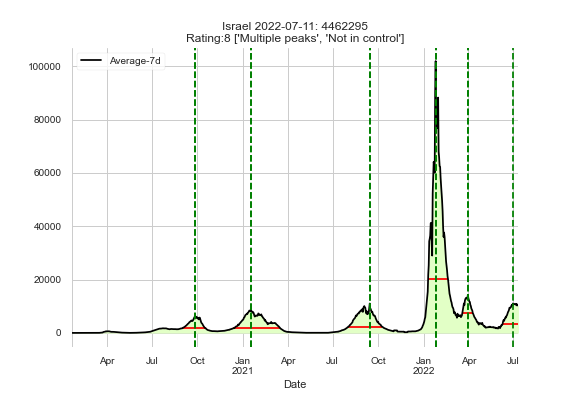 Israel 2022-07-11: 4462295
Rating:8 ['Multiple peaks', 'Not in control']
Average-7d
100000
80000
60000
40000
20000
0
Apr Jul Oct Jan Apr Jul Oct Jan Apr Jul
2021 2022
Date